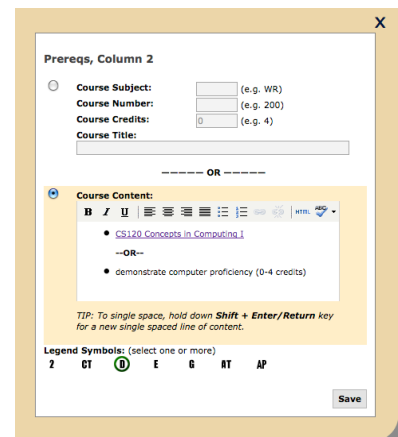 X
Prereqs, Column 2
Course Subject: (e.g. WR)
Course Number: (e.g. 200)
Course Credits: 0 (e.g. 4)
Course Title:
----- OR -----
Course Content:
B I U HTML ABC
• CS120 Concepts in Computing I
--OR--
• demonstrate computer proficiency (0-4 credits)
TIP: To single space, hold down Shift + Enter/Return key
for a new single spaced line of content.
Legend Symbols: (select one or more)
2 CT D E G AT AP
Save